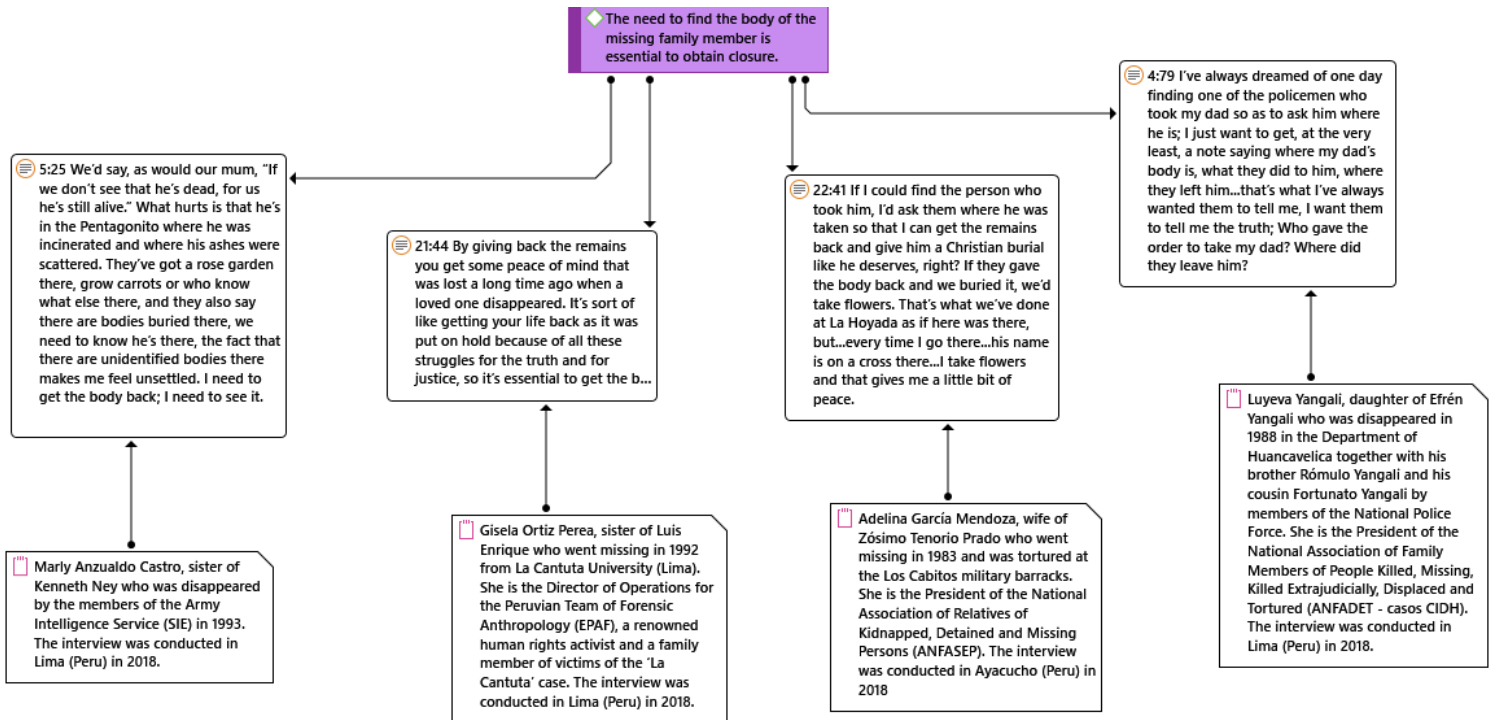 The need to find the body of the
missing family member is
essential to obtain closure.
5:25 We'd say, as would our mum, "If
we don't see that he's dead, for us
he's still alive." What hurts is that he's
in the Pentagonito where he was
incinerated and where his ashes were
scattered. They've got a rose garden
there, grow carrots or who know
what else there, and they also say
there are bodies buried there, we
need to know he's there, the fact that
there are unidentified bodies there
makes me feel unsettled. I need to
get the body back; I need to see it.
21:44 By giving back the remains
you get some peace of mind that
was lost a long time ago when a
loved one disappeared. It's sort of
like getting your life back as it was
put on hold because of all these
struggles for the truth and for
justice, so it's essential to get the b...
22:41 If I could find the person who
took him, I'd ask them where he was
taken so that I can get the remains
back and give him a Christian burial
like he deserves, right? If they gave
the body back and we buried it, we'd
take flowers. That's what we've done
at La Hoyada as if here was there,
but...every time I go there...his name
is on a cross there...I take flowers
and that gives me a little bit of
peace.
4:79 I've always dreamed of one day
finding one of the policemen who
took my dad so as to ask him where
he is; I just want to get, at the very
least, a note saying where my dad's
body is, what they did to him, where
they left him...that's what I've always
wanted them to tell me, I want them
to tell me the truth; Who gave the
order to take my dad? Where did
they leave him?
Marly Anzualdo Castro, sister of
Kenneth Ney who was disappeared
by the members of the Army
Intelligence Service (SIE) in 1993.
The interview was conducted in
Lima (Peru) in 2018.
Gisela Ortiz Perea, sister of Luis
Enrique who went missing in 1992
from La Cantuta University (Lima).
She is the Director of Operations for
the Peruvian Team of Forensic
Anthropology (EPAF), a renowned
human rights activist and a family
member of victims of the 'La
Cantuta' case. The interview was
conducted in Lima (Peru) in 2018.
Adelina García Mendoza, wife of
Zósimo Tenorio Prado who went
missing in 1983 and was tortured at
the Los Cabitos military barracks.
She is the President of the National
Association of Relatives of
Kidnapped, Detained and Missing
Persons (ANFASEP). The interview
was conducted in Ayacucho (Peru) in
2018
Luyeva Yangali, daughter of Efrén
Yangali who was disappeared in
1988 in the Department of
Huancavelica together with his
brother Rómulo Yangali and his
cousin Fortunato Yangali by
members of the National Police
Force. She is the President of the
National Association of Family
Members of People Killed, Missing,
Killed Extrajudicially, Displaced and
Tortured (ANFADET - casos CIDH).
The interview was conducted in
Lima (Peru) in 2018.